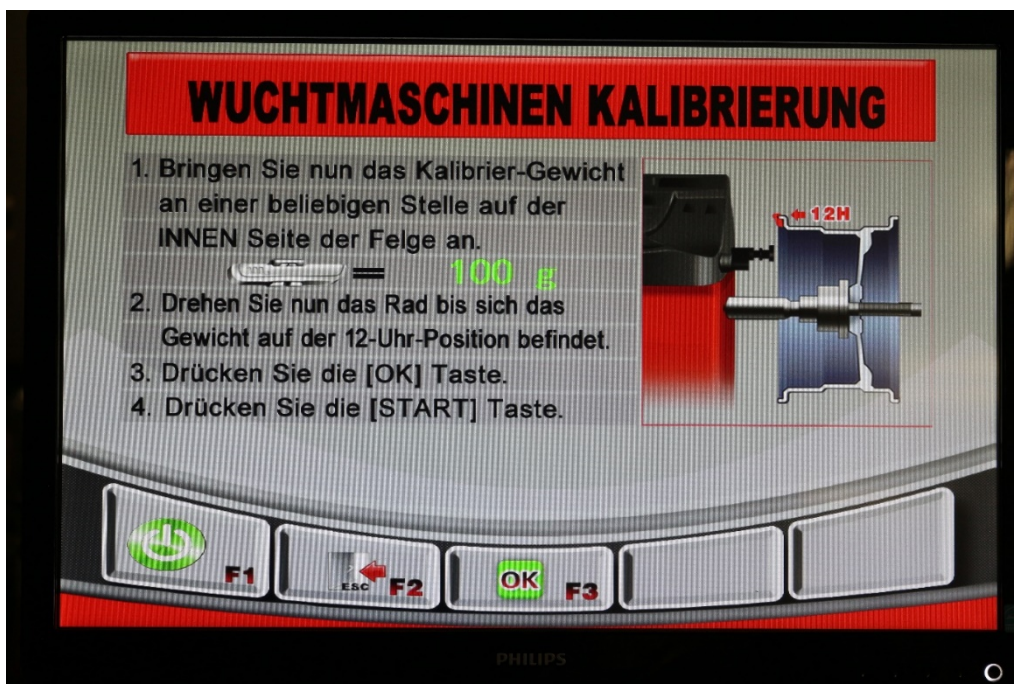 WUCHTMASCHINEN KALIBRIERUNG
1. Bringen Sie nun das Kalibrier-Gewicht
an einer beliebigen Stelle auf der
INNEN Seite der Felge an.
= 100 g
2. Drehen Sie nun das Rad bis sich das
Gewicht auf der 12-Uhr-Position befindet.
3. Drücken Sie die [OK] Taste.
4. Drücken Sie die [START] Taste.
12H
F1
ESC F2
OK F3
PHILIPS